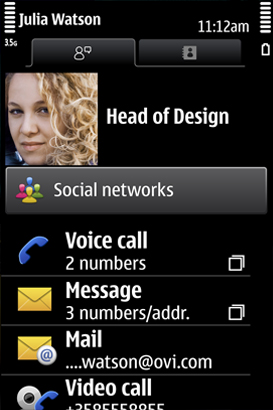 Julia Watson
11:12am
3.5G
Head of Design
Social networks
Voice call
2 numbers
Message
3 numbers/addr.
Mail
....watson@ovi.com
Video call
+3585558855